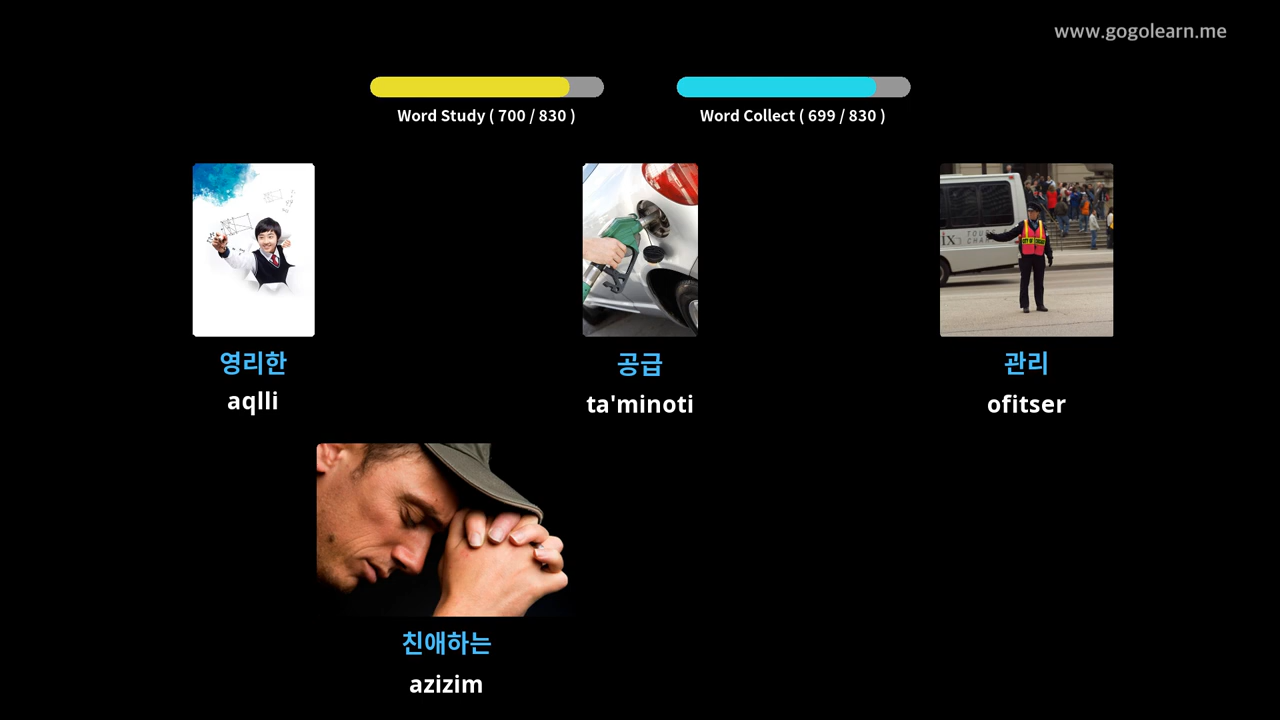 www.gogolearn.me
Word Study ( 700 / 830 )
Word Collect ( 699 / 830 )
영리한
aqlli
공급
ta'minoti
관리
ofitser
친애하는
azizim